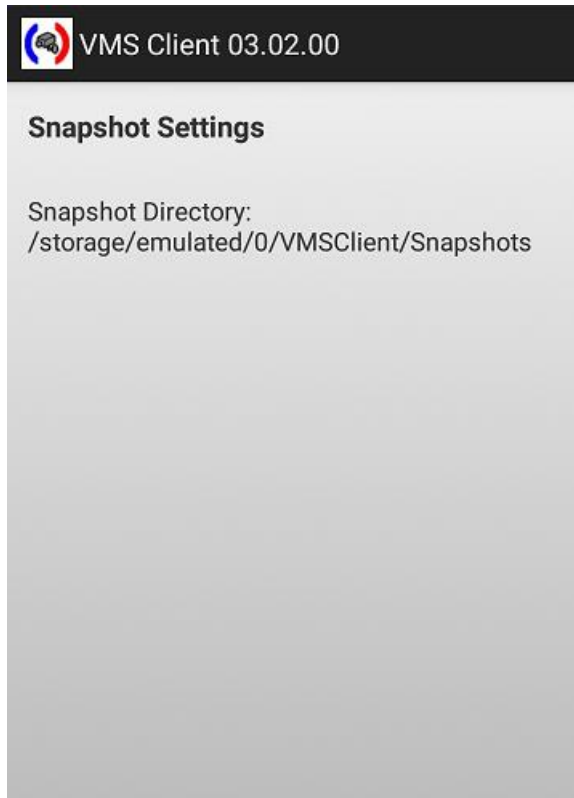 VMS Client 03.02.00
Snapshot Settings
Snapshot Directory:
/storage/emulated/0/VMSClient/Snapshots